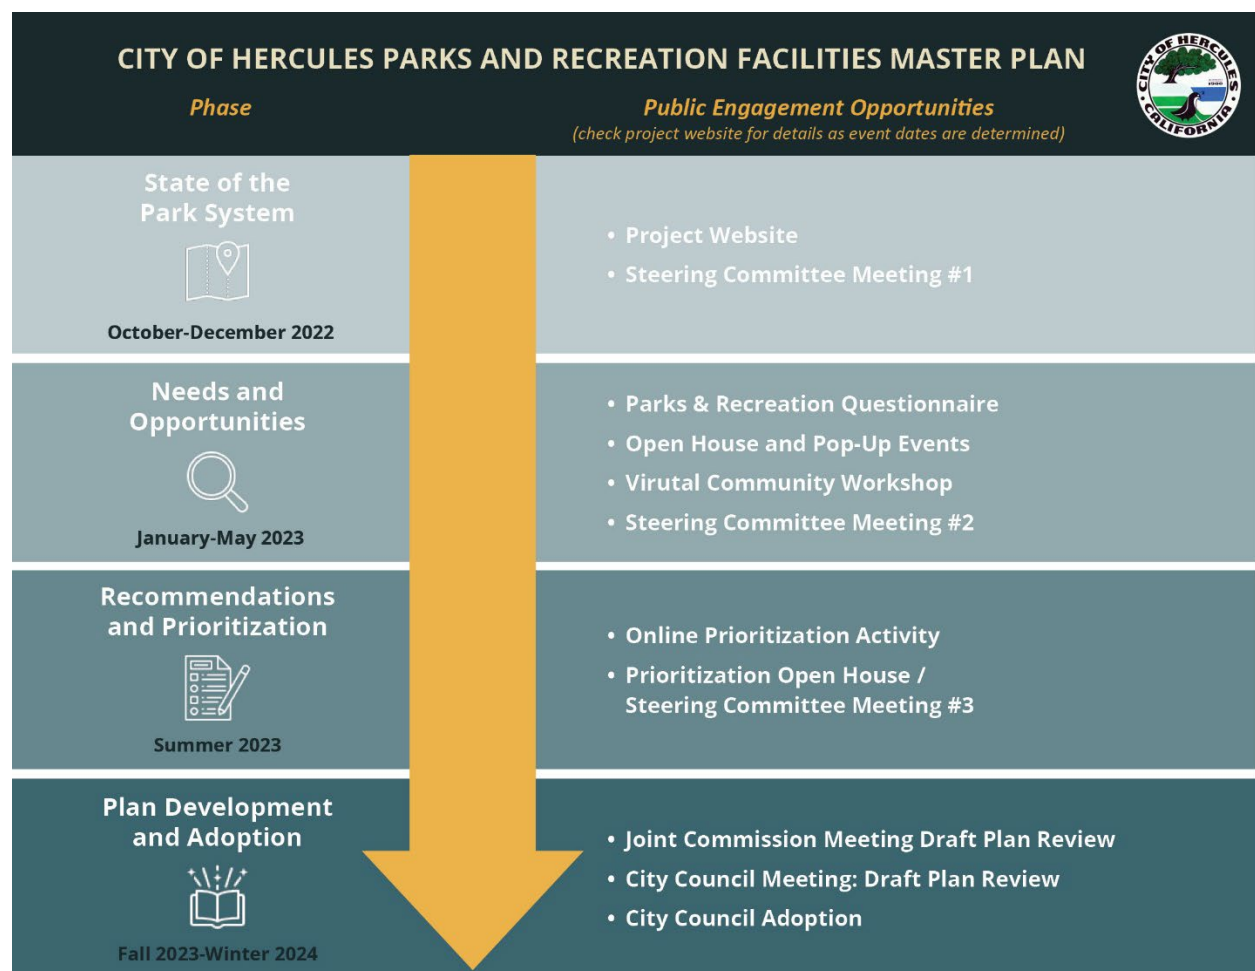 CITY OF HERCULES PARKS AND RECREATION FACILITIES MASTER PLAN
CITY OF HERCULES
CALIFORNIA
Phase
Public Engagement Opportunities
(check project website for details as event dates are determined)
State of the
Park System
October-December 2022
• Project Website
• Steering Committee Meeting #1
Needs and
Opportunities
January-May 2023
• Parks & Recreation Questionnaire
• Open House and Pop-Up Events
• Virutal Community Workshop
• Steering Committee Meeting #2
Recommendations
and Prioritization
Summer 2023
• Online Prioritization Activity
• Prioritization Open House /
Steering Committee Meeting #3
Plan Development
and Adoption
Fall 2023-Winter 2024
• Joint Commission Meeting Draft Plan Review
• City Council Meeting: Draft Plan Review
• City Council Adoption